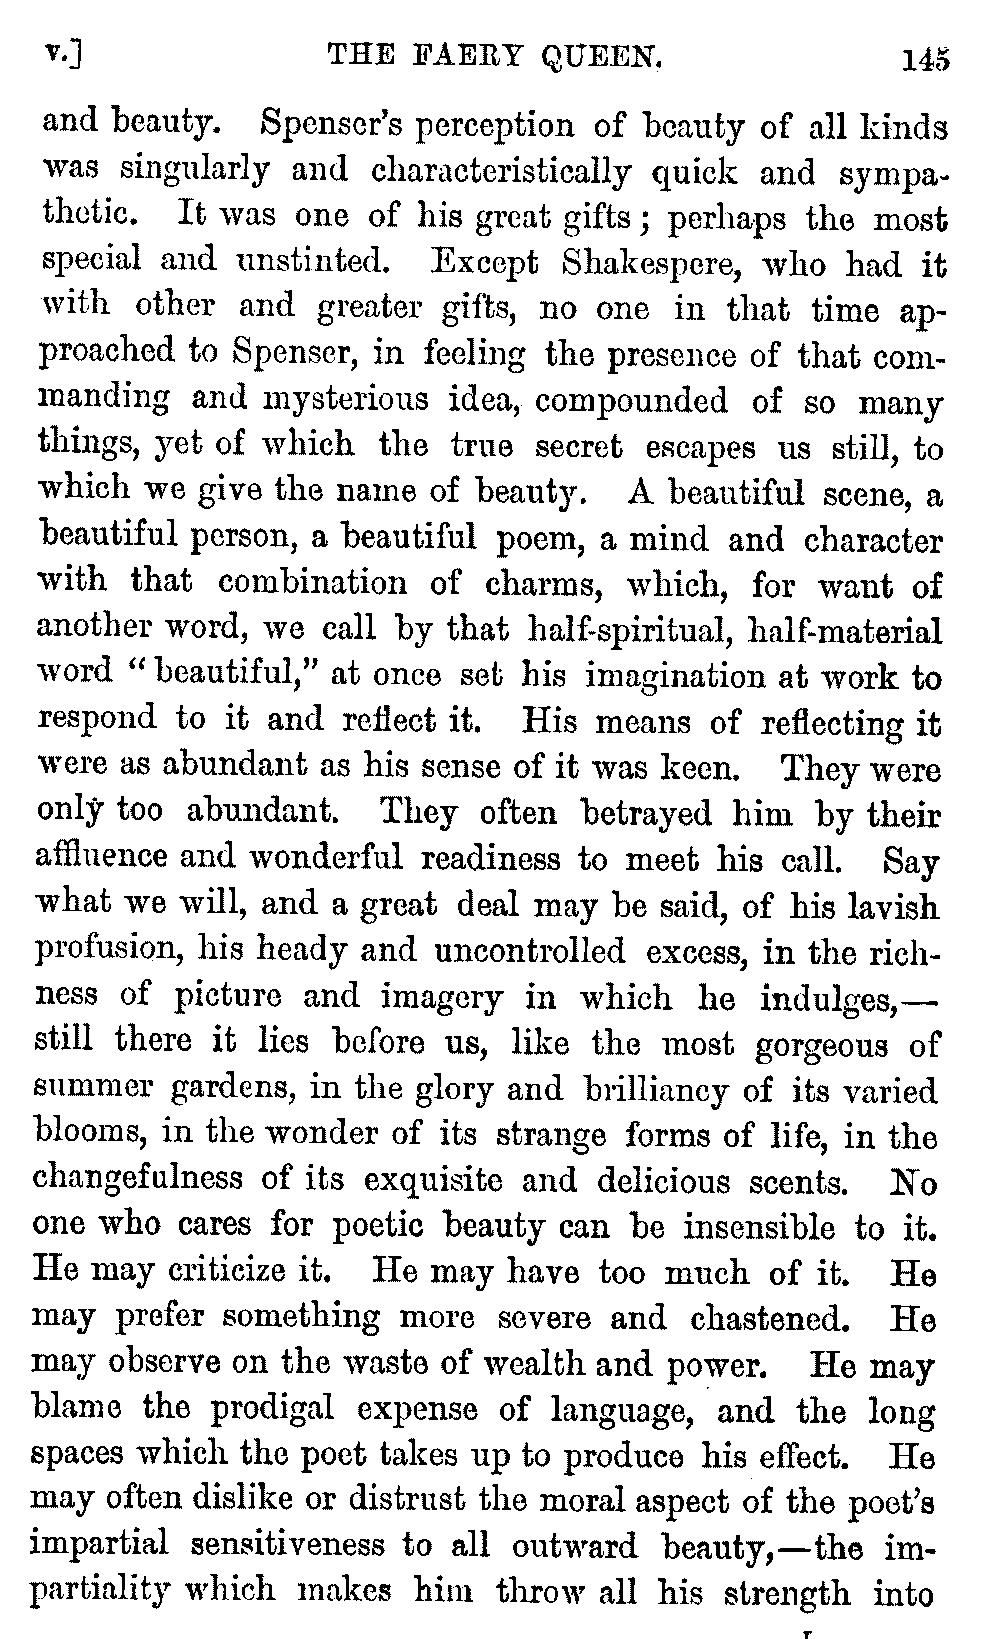 v.] THE FAERY QUEEN. 145
and beauty. Spenser's perception of beauty of all kinds
was singularly and characteristically quick and sympa-
thetic. It was one of his great gifts; perhaps the most
special and unstinted. Except Shakespere, who had it
with other and greater gifts, no one in that time ap-
proached to Spenser, in feeling the presence of that com-
manding and mysterious idea, compounded of so many
things, yet of which the true secret escapes us still, to
which we give the name of beauty. A beautiful scene, a
beautiful person, a beautiful poem, a mind and character
with that combination of charms, which, for want of
another word, we call by that half-spiritual, half-material
word "beautiful," at once set his imagination at work to
respond to it and reflect it. His means of reflecting it
were as abundant as his sense of it was keen. They were
only too abundant. They often betrayed him by their
affluence and wonderful readiness to meet his call. Say
what we will, and a great deal may be said, of his lavish
profusion, his heady and uncontrolled excess, in the rich-
ness of picture and imagery in which he indulges,—
still there it lies before us, like the most gorgeous of
summer gardens, in the glory and brilliancy of its varied
blooms, in the wonder of its strange forms of life, in the
changefulness of its exquisite and delicious scents. No
one who cares for poetic beauty can be insensible to it.
He may criticize it. He may have too much of it. He
may prefer something more severe and chastened. He
may observe on the waste of wealth and power. He may
blame the prodigal expense of language, and the long
spaces which the poet takes up to produce his effect. He
may often dislike or distrust the moral aspect of the poet's
impartial sensitiveness to all outward beauty,—the im-
partiality which makes him throw all his strength into